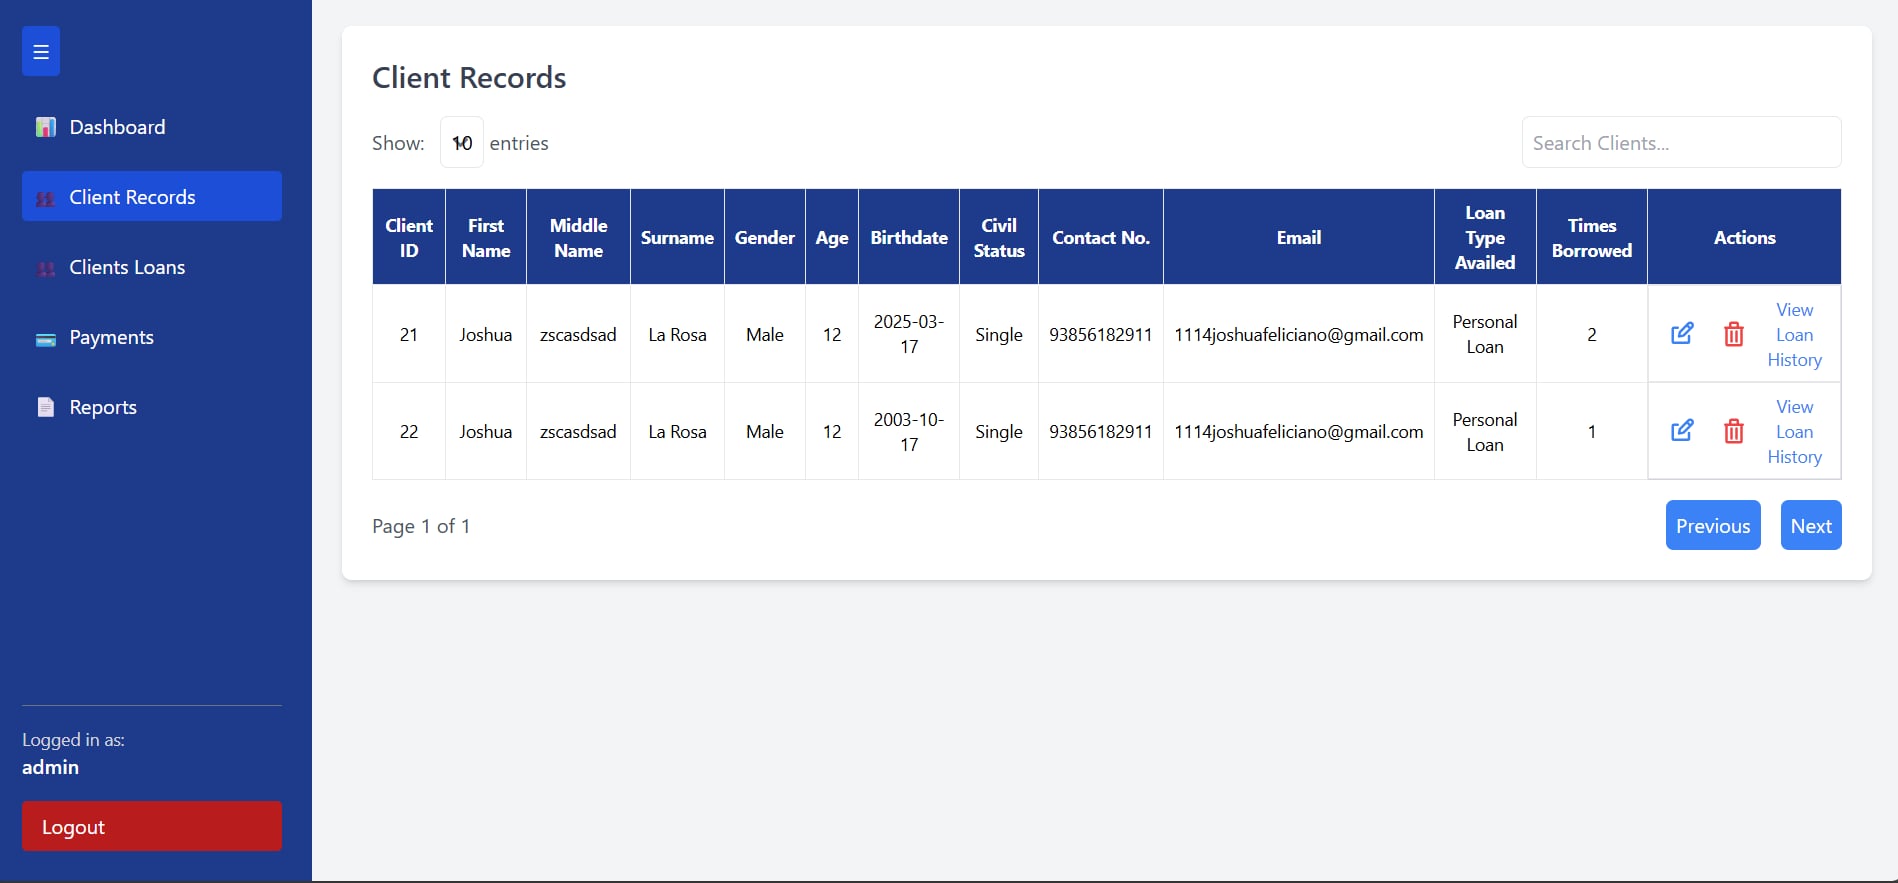 ☰
Dashboard
Client Records
Clients Loans
Payments
Reports
Logged in as:
admin
Logout
Client Records
Show: 10 entries
Search Clients...
Client ID First Name Middle Name Surname Gender Age Birthdate Civil Status Contact No. Email Loan Type Availed Times Borrowed Actions
21 Joshua zscasdsad La Rosa Male 12 2025-03-17 Single 93856182911 1114joshuafeliciano@gmail.com Personal Loan 2 View Loan History
22 Joshua zscasdsad La Rosa Male 12 2003-10-17 Single 93856182911 1114joshuafeliciano@gmail.com Personal Loan 1 View Loan History
Page 1 of 1
Previous Next